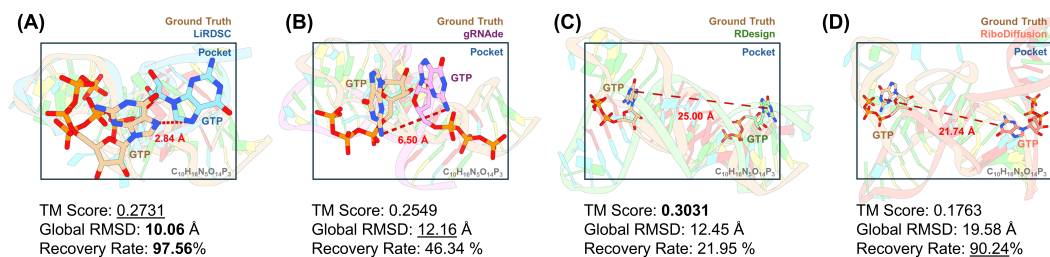 (A)
Ground Truth
LiRDSC
Pocket
GTP
2.84 Å
GTP
C₁₀H₁₆N₅O₁₄P₃
TM Score: 0.2731
Global RMSD: 10.06 Å
Recovery Rate: 97.56%
(B)
Ground Truth
gRNAde
Pocket
GTP
GTP
6.50 Å
C₁₀H₁₆N₅O₁₄P₃
TM Score: 0.2549
Global RMSD: 12.16 Å
Recovery Rate: 46.34 %
(C)
Ground Truth
RDesign
Pocket
GTP
25.00 Å
GTP
C₁₀H₁₆N₅O₁₄P₃
TM Score: 0.3031
Global RMSD: 12.45 Å
Recovery Rate: 21.95 %
(D)
Ground Truth
RiboDiffusion
Pocket
GTP
21.74 Å
GTP
C₁₀H₁₆N₅O₁₄P₃
TM Score: 0.1763
Global RMSD: 19.58 Å
Recovery Rate: 90.24%